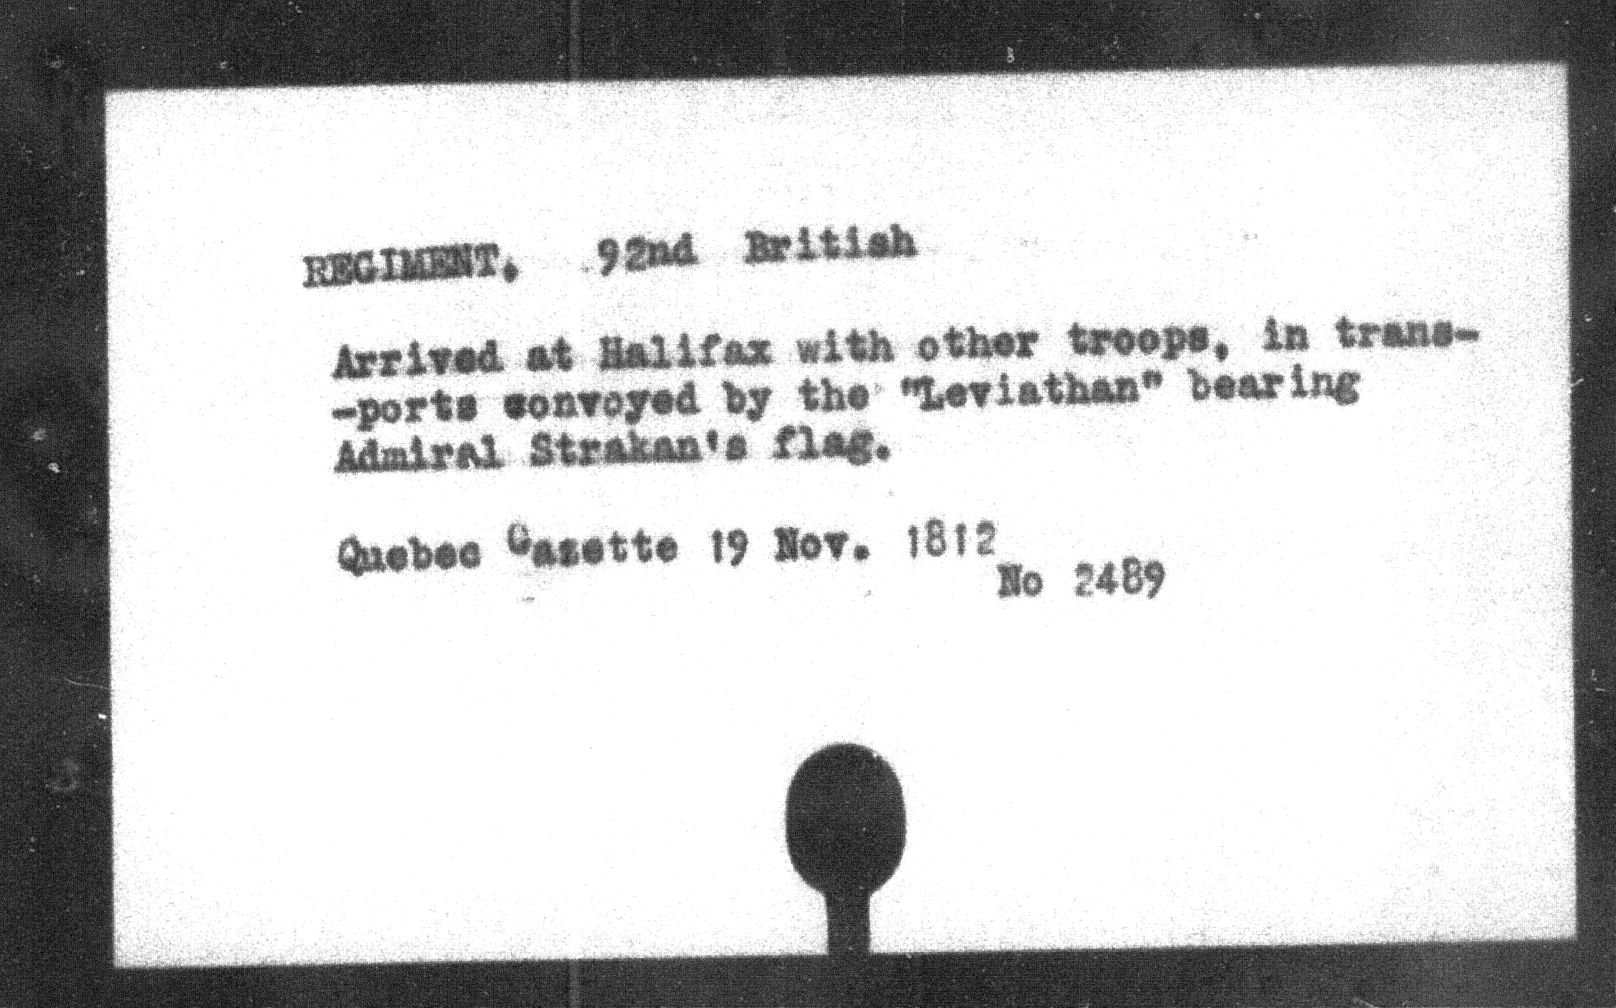 REGIMENT. 92nd British
Arrived at Halifax with other troops, in trans-
-ports convoyed by the "Leviathan" bearing
Admiral Strakan's flag.
Quebec Gazette 19 Nov. 1812
No 2489